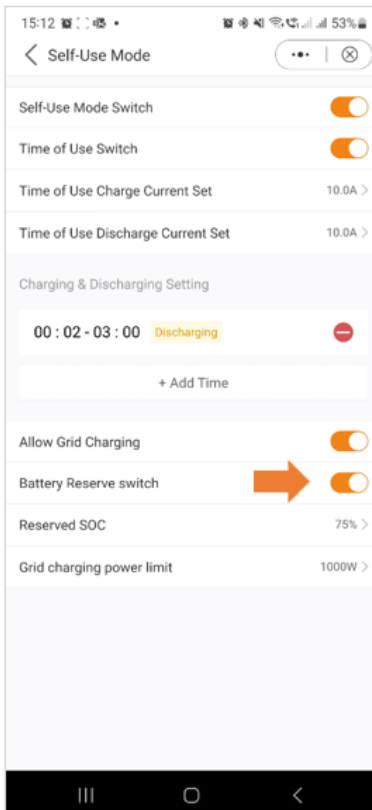 15:12
53%
Self-Use Mode
Self-Use Mode Switch
Time of Use Switch
Time of Use Charge Current Set 10.0A >
Time of Use Discharge Current Set 10.0A >
Charging & Discharging Setting
00 : 02 - 03 : 00 Discharging
+ Add Time
Allow Grid Charging
Battery Reserve switch
Reserved SOC 75% >
Grid charging power limit 1000W >